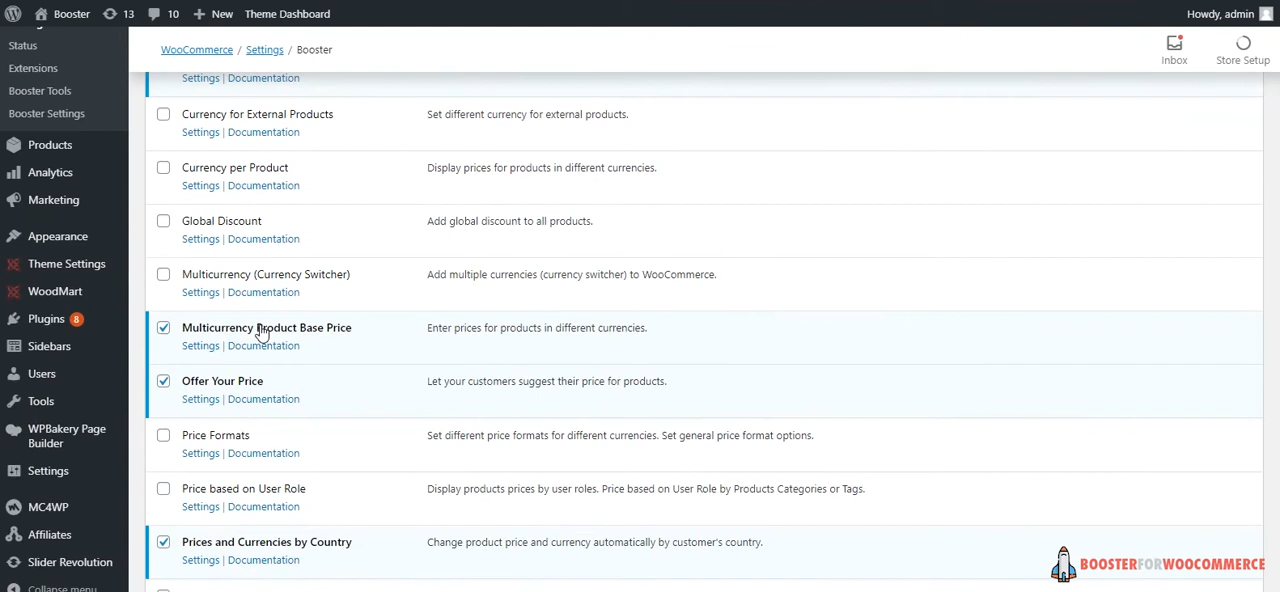 Booster 13 10 New Theme Dashboard Howdy, admin
Status
Extensions
Booster Tools
Booster Settings
Products
Analytics
Marketing
Appearance
Theme Settings
WoodMart
Plugins 8
Sidebars
Users
Tools
WPBakery Page
Builder
Settings
MC4WP
Affiliates
Slider Revolution
Collapse menu
WooCommerce / Settings / Booster
Inbox
Store Setup
Settings | Documentation
Currency for External Products Set different currency for external products.
Settings | Documentation
Currency per Product Display prices for products in different currencies.
Settings | Documentation
Global Discount Add global discount to all products.
Settings | Documentation
Multicurrency (Currency Switcher) Add multiple currencies (currency switcher) to WooCommerce.
Settings | Documentation
Multicurrency Product Base Price Enter prices for products in different currencies.
Settings | Documentation
Offer Your Price Let your customers suggest their price for products.
Settings | Documentation
Price Formats Set different price formats for different currencies. Set general price format options.
Settings | Documentation
Price based on User Role Display products prices by user roles. Price based on User Role by Products Categories or Tags.
Settings | Documentation
Prices and Currencies by Country Change product price and currency automatically by customer's country.
Settings | Documentation
BOOSTERFORWOOCOMMERCE